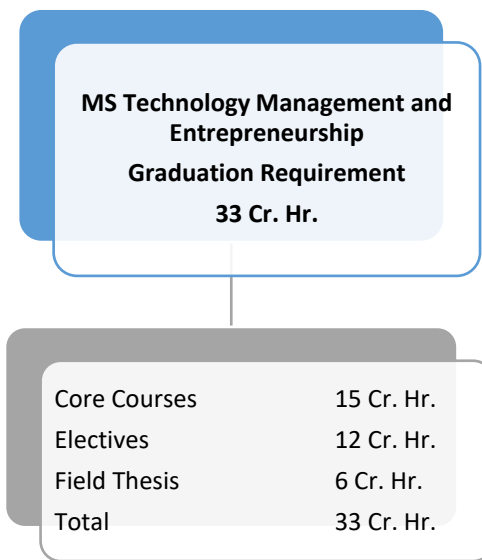 MS Technology Management and
Entrepreneurship
Graduation Requirement
33 Cr. Hr.
Core Courses 15 Cr. Hr.
Electives 12 Cr. Hr.
Field Thesis 6 Cr. Hr.
Total 33 Cr. Hr.